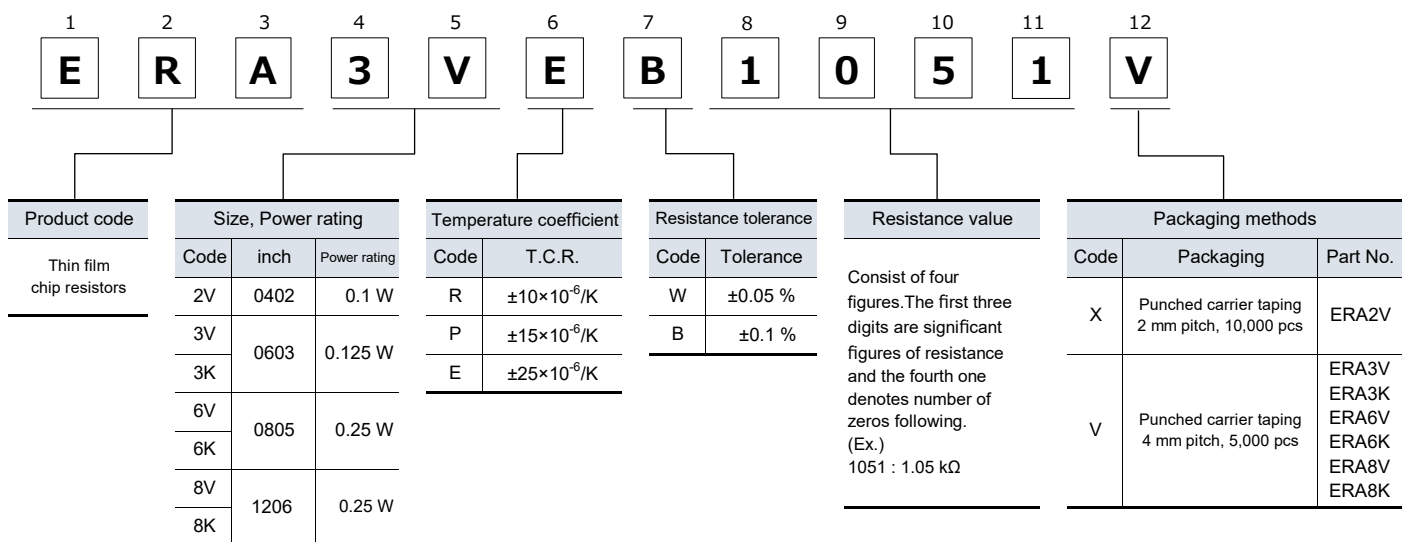 1 2 3 4 5 6 7 8 9 10 11 12
E R A 3 V E B 1 0 5 1 V
Product code
Thin film
chip resistors
Size, Power rating
Code inch Power rating
2V 0402 0.1 W
3V
0603 0.125 W
3K
6V
0805 0.25 W
6K
8V
1206 0.25 W
8K
Temperature coefficient
Code T.C.R.
R ±10×10⁻⁶/K
P ±15×10⁻⁶/K
E ±25×10⁻⁶/K
Resistance tolerance
Code Tolerance
W ±0.05 %
B ±0.1 %
Resistance value
Consist of four
figures.The first three
digits are significant
figures of resistance
and the fourth one
denotes number of
zeros following.
(Ex.)
1051 : 1.05 kΩ
Packaging methods
Code Packaging Part No.
X Punched carrier taping
2 mm pitch, 10,000 pcs ERA2V
V Punched carrier taping
4 mm pitch, 5,000 pcs
ERA3V
ERA3K
ERA6V
ERA6K
ERA8V
ERA8K